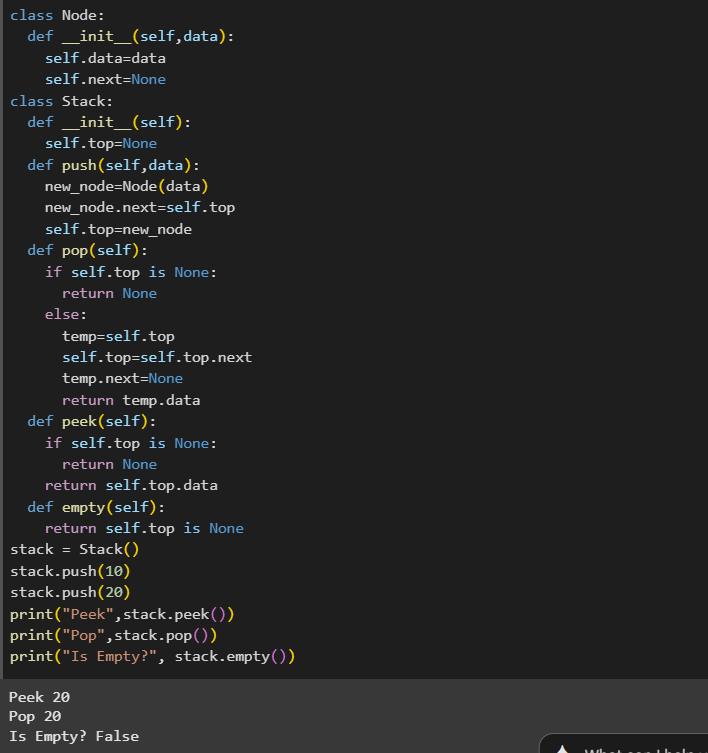 class Node:
  def __init__(self,data):
    self.data=data
    self.next=None
class Stack:
  def __init__(self):
    self.top=None
  def push(self,data):
    new_node=Node(data)
    new_node.next=self.top
    self.top=new_node
  def pop(self):
    if self.top is None:
      return None
    else:
      temp=self.top
      self.top=self.top.next
      temp.next=None
      return temp.data
  def peek(self):
    if self.top is None:
      return None
    return self.top.data
  def empty(self):
    return self.top is None
stack = Stack()
stack.push(10)
stack.push(20)
print("Peek",stack.peek())
print("Pop",stack.pop())
print("Is Empty?", stack.empty())
Peek 20
Pop 20
Is Empty? False
What can I help